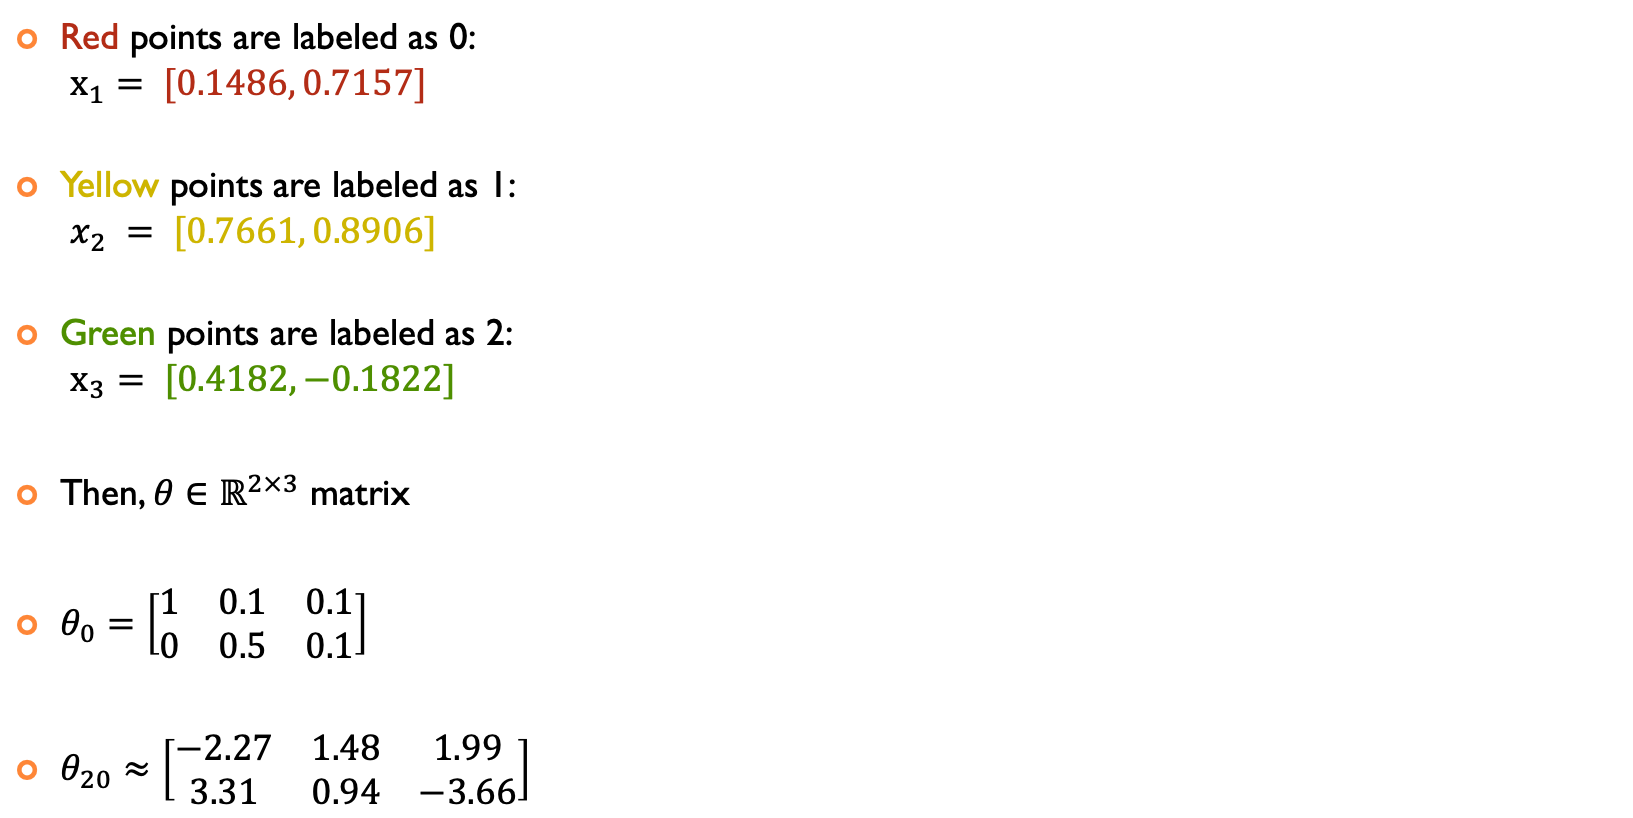 Red points are labeled as 0:
x₁ = [0.1486, 0.7157]
Yellow points are labeled as 1:
x₂ = [0.7661, 0.8906]
Green points are labeled as 2:
x₃ = [0.4182, −0.1822]
Then, θ ∈ ℝ²ˣ³ matrix
θ₀ = [1 0.1 0.1
0 0.5 0.1]
θ₂₀ ≈ [−2.27 1.48 1.99
3.31 0.94 −3.66]